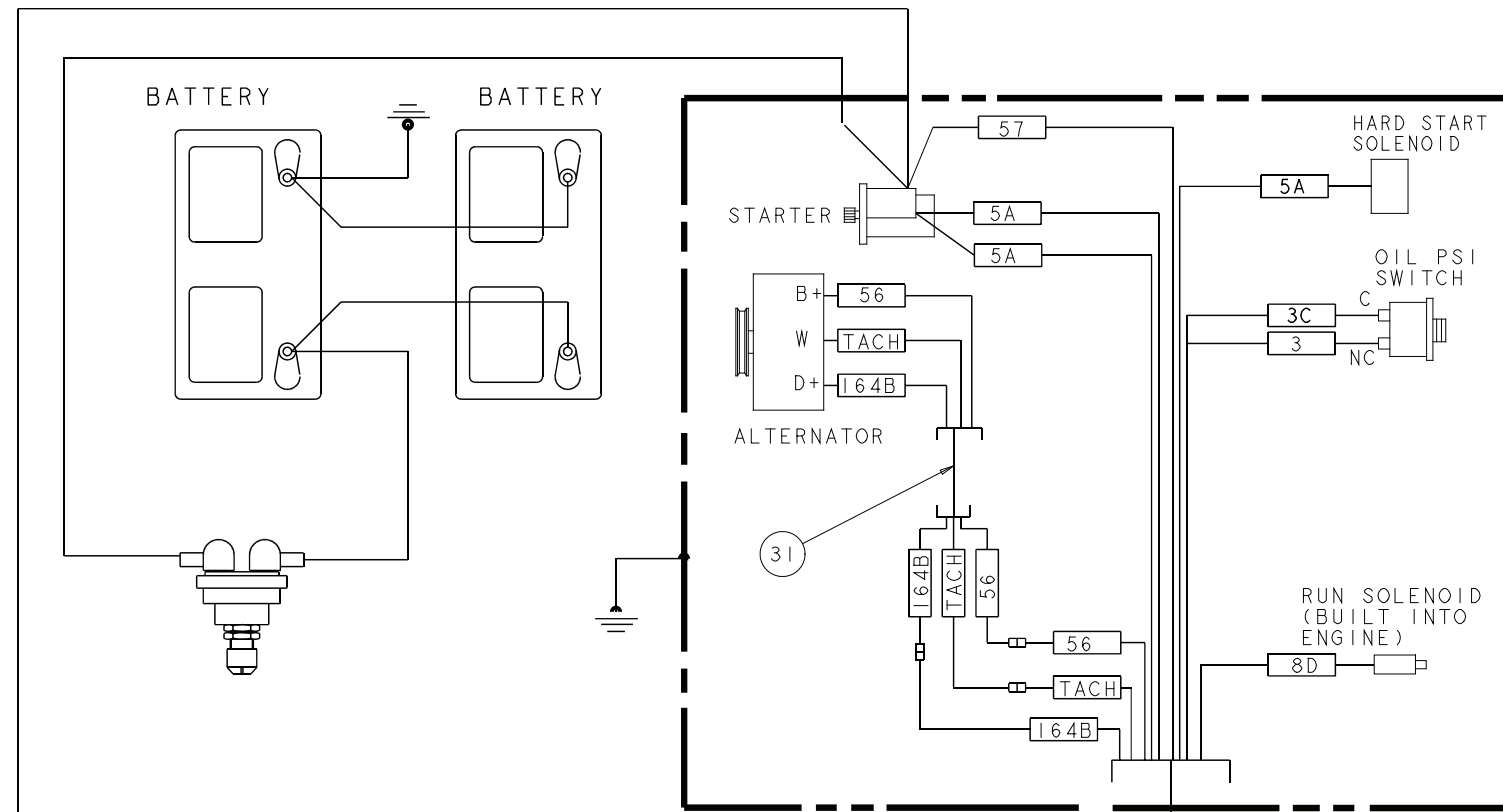 BATTERY
BATTERY
57
HARD START
SOLENOID
5A
STARTER
5A
5A
OIL PSI
SWITCH
C
3C
3
NC
B+
56
W
TACH
D+
164B
ALTERNATOR
31
164B
TACH
56
RUN SOLENOID
(BUILT INTO
ENGINE)
8D
56
TACH
164B